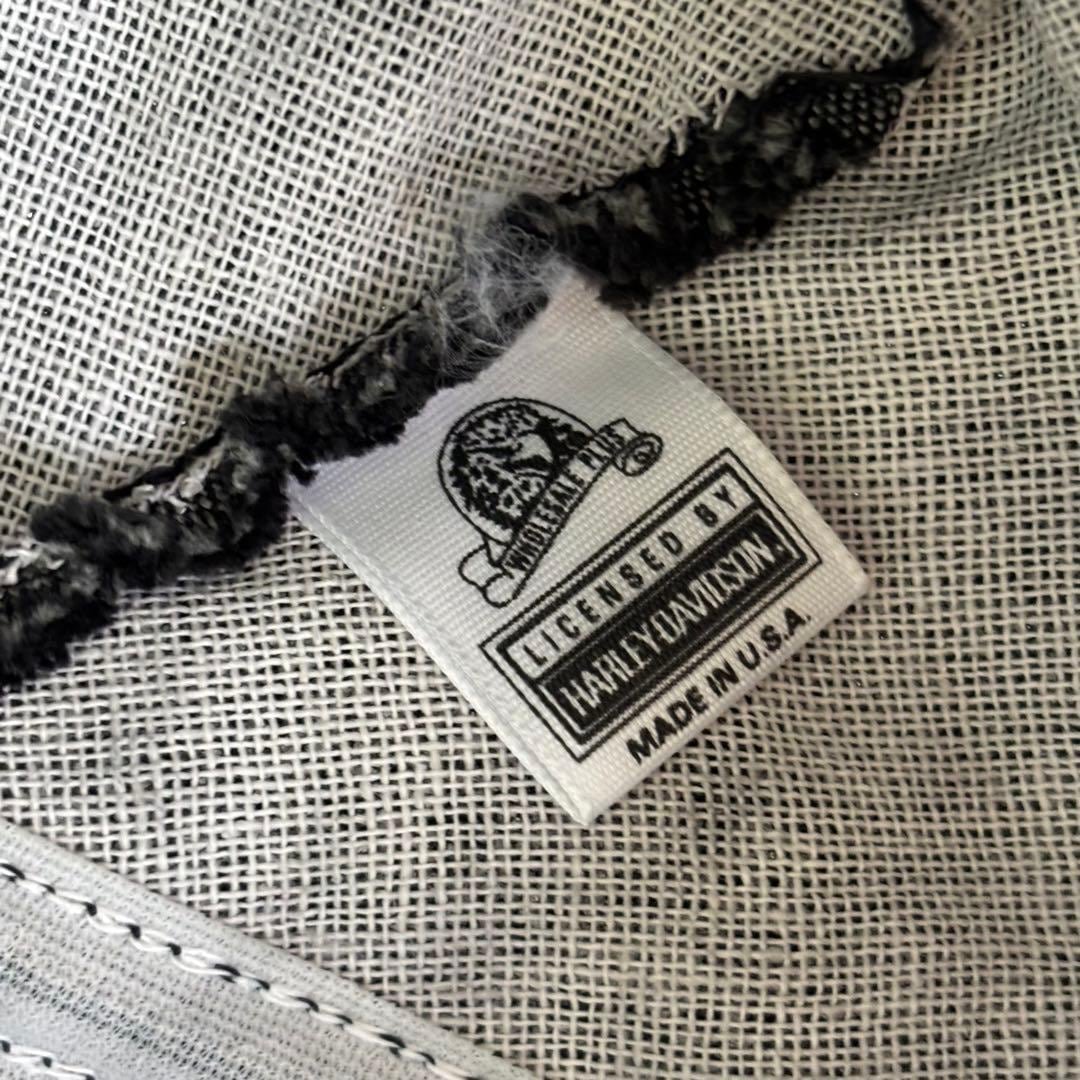 WHOLESALE PLUS
LICENSED BY
HARLEY-DAVIDSON
MADE IN U.S.A.